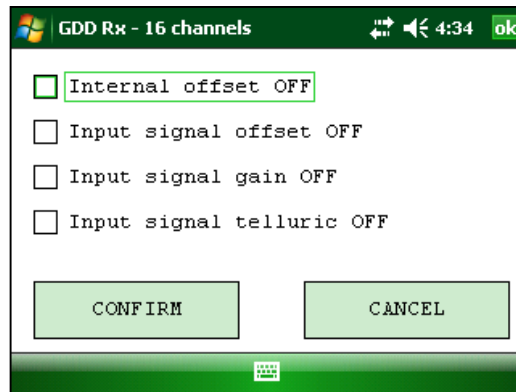 GDD Rx - 16 channels 4:34 ok
Internal offset OFF
Input signal offset OFF
Input signal gain OFF
Input signal telluric OFF
CONFIRM CANCEL